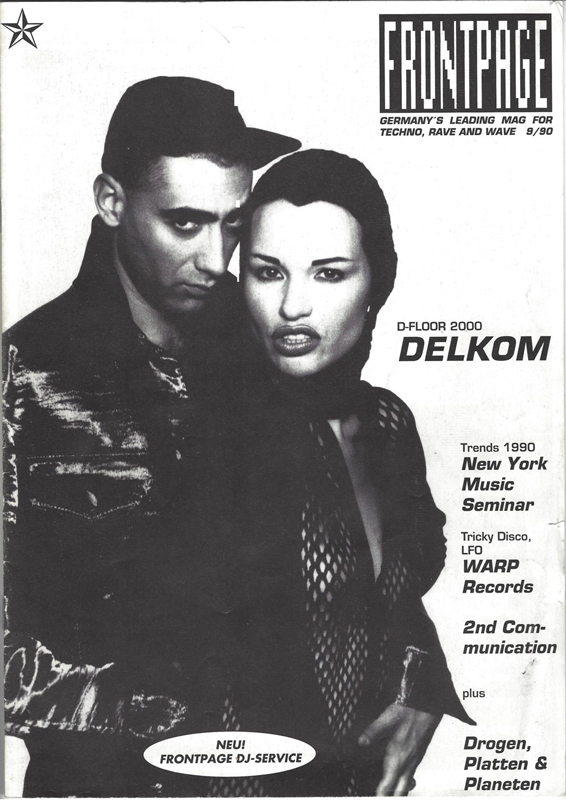 FRONTPAGE
GERMANY´S LEADING MAG FOR
TECHNO, RAVE AND WAVE 9/90
D-FLOOR 2000
DELKOM
Trends 1990
New York
Music
Seminar
Tricky Disco,
LFO
WARP
Records
2nd Com-
munication
plus
Drogen,
Platten &
Planeten
NEU!
FRONTPAGE DJ-SERVICE